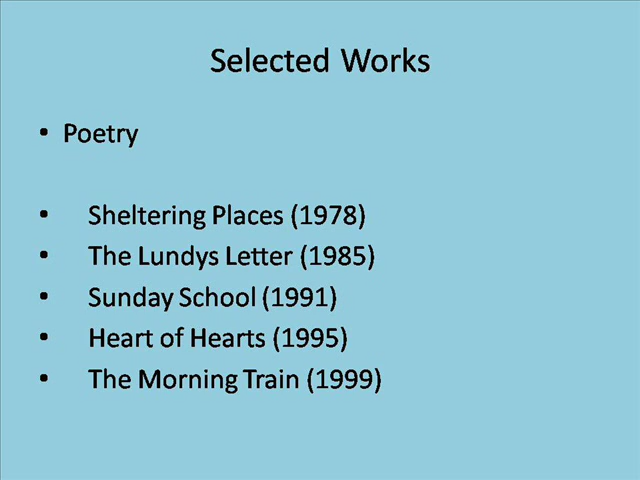 Selected Works
• Poetry
• Sheltering Places (1978)
• The Lundys Letter (1985)
• Sunday School (1991)
• Heart of Hearts (1995)
• The Morning Train (1999)